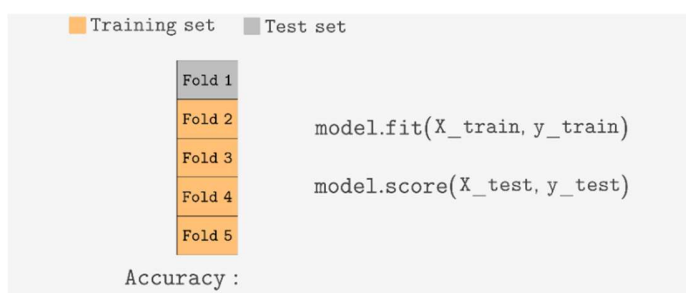 Training set Test set
Fold 1
Fold 2
model.fit(X_train, y_train)
Fold 3
model.score(X_test, y_test)
Fold 4
Fold 5
Accuracy :